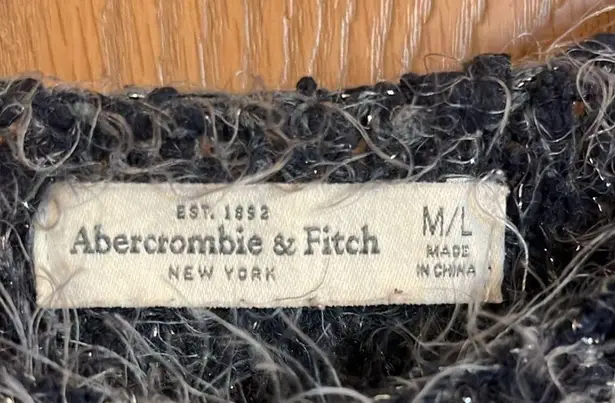 EST. 1892
Abercrombie & Fitch
NEW YORK
M/L
MADE
IN CHINA